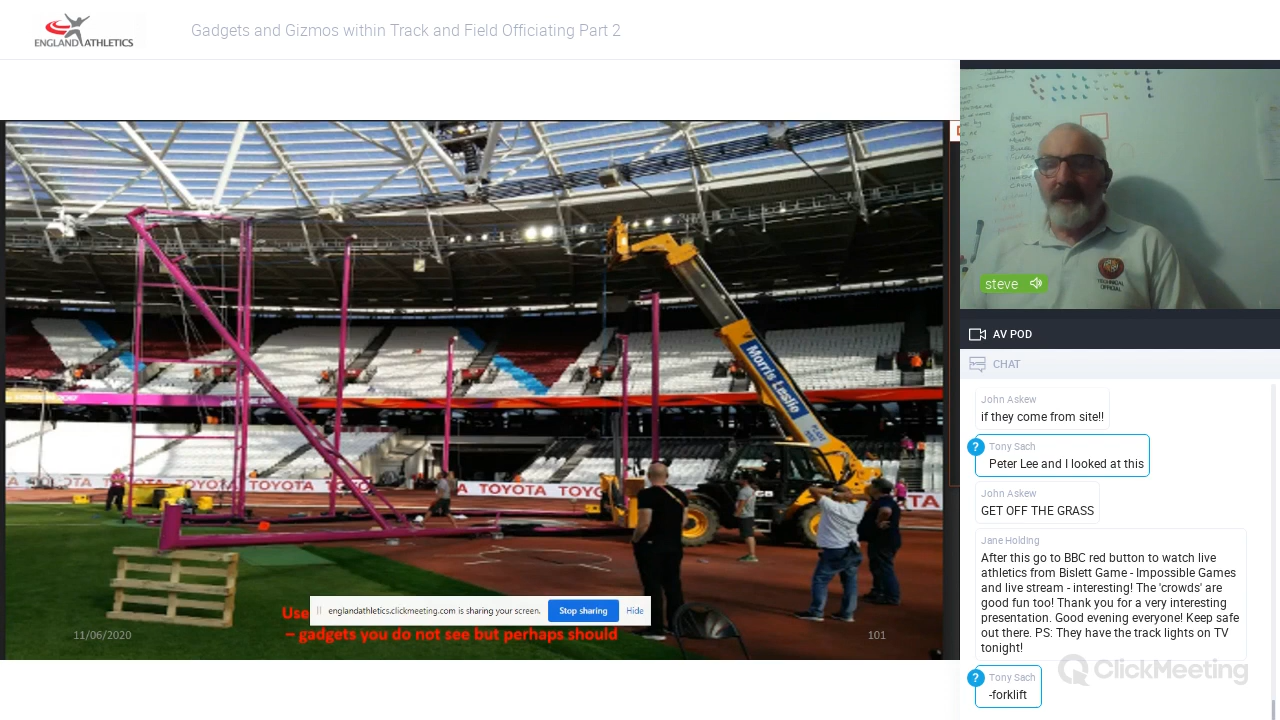 ENGLAND ATHLETICS
Gadgets and Gizmos within Track and Field Officiating Part 2
Morris Leslie
TOYOTA TOYO
TA
Use
englandathletics.clickmeeting.com is sharing your screen. Stop sharing Hide
– gadgets you do not see but perhaps should
11/06/2020
101
steve
TECHNICAL
OFFICIAL
AV POD
CHAT
John Askew
if they come from site!!
? Tony Sach
Peter Lee and I looked at this
John Askew
GET OFF THE GRASS
Jane Holding
After this go to BBC red button to watch live
athletics from Bislett Game - Impossible Games
and live stream - interesting! The 'crowds' are
good fun too! Thank you for a very interesting
presentation. Good evening everyone! Keep safe
out there. PS: They have the track lights on TV
tonight!
ClickMeeting
? Tony Sach
-forklift